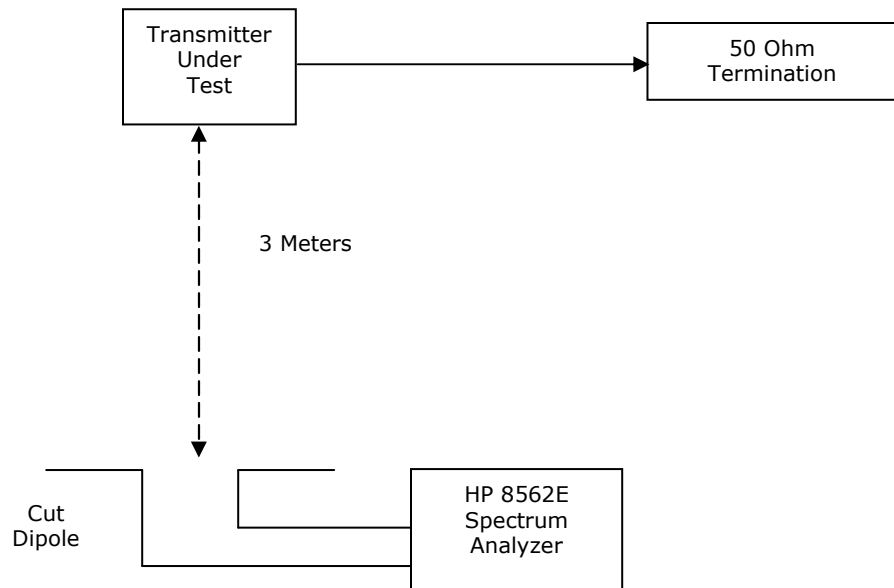 Transmitter
Under
Test
50 Ohm
Termination
3 Meters
Cut
Dipole
HP 8562E
Spectrum
Analyzer